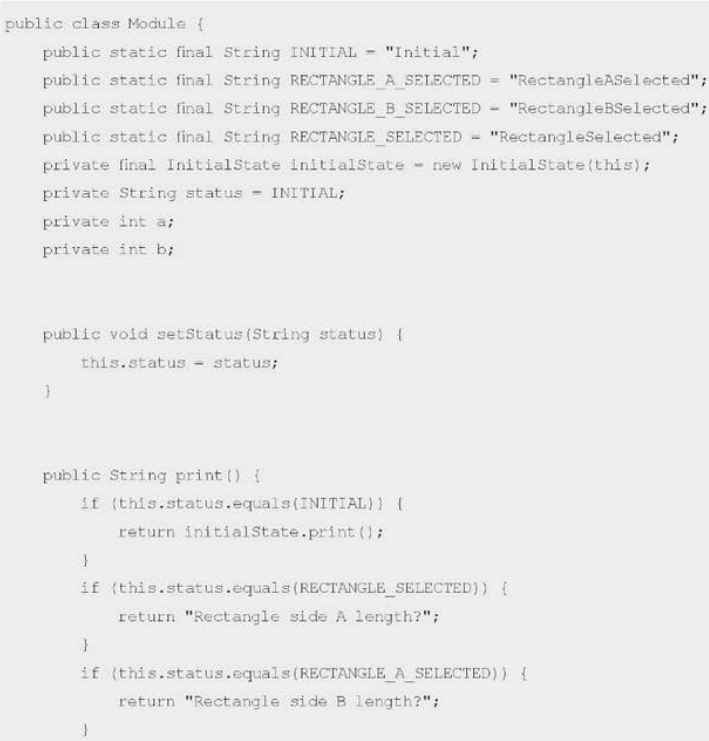 public class Module {
    public static final String INITIAL = "Initial";
    public static final String RECTANGLE_A_SELECTED = "RectangleASelected";
    public static final String RECTANGLE_B_SELECTED = "RectangleBSelected";
    public static final String RECTANGLE_SELECTED = "RectangleSelected";
    private final InitialState initialState = new InitialState(this);
    private String status = INITIAL;
    private int a;
    private int b;
    public void setStatus(String status) {
        this.status = status;
    }
    public String print() {
        if (this.status.equals(INITIAL)) {
            return initialState.print();
        }
        if (this.status.equals(RECTANGLE_SELECTED)) {
            return "Rectangle side A length?";
        }
        if (this.status.equals(RECTANGLE_A_SELECTED)) {
            return "Rectangle side B length?";
        }